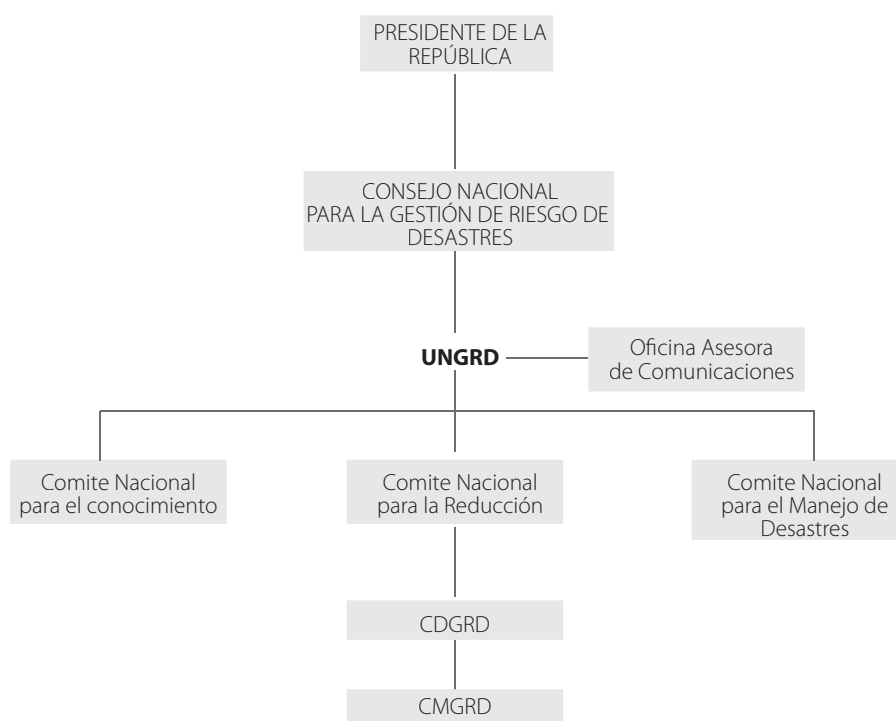 PRESIDENTE DE LA
REPÚBLICA
CONSEJO NACIONAL
PARA LA GESTIÓN DE RIESGO DE
DESASTRES
UNGRD
Oficina Asesora
de Comunicaciones
Comite Nacional
para el conocimiento
Comite Nacional
para la Reducción
Comite Nacional
para el Manejo de
Desastres
CDGRD
CMGRD